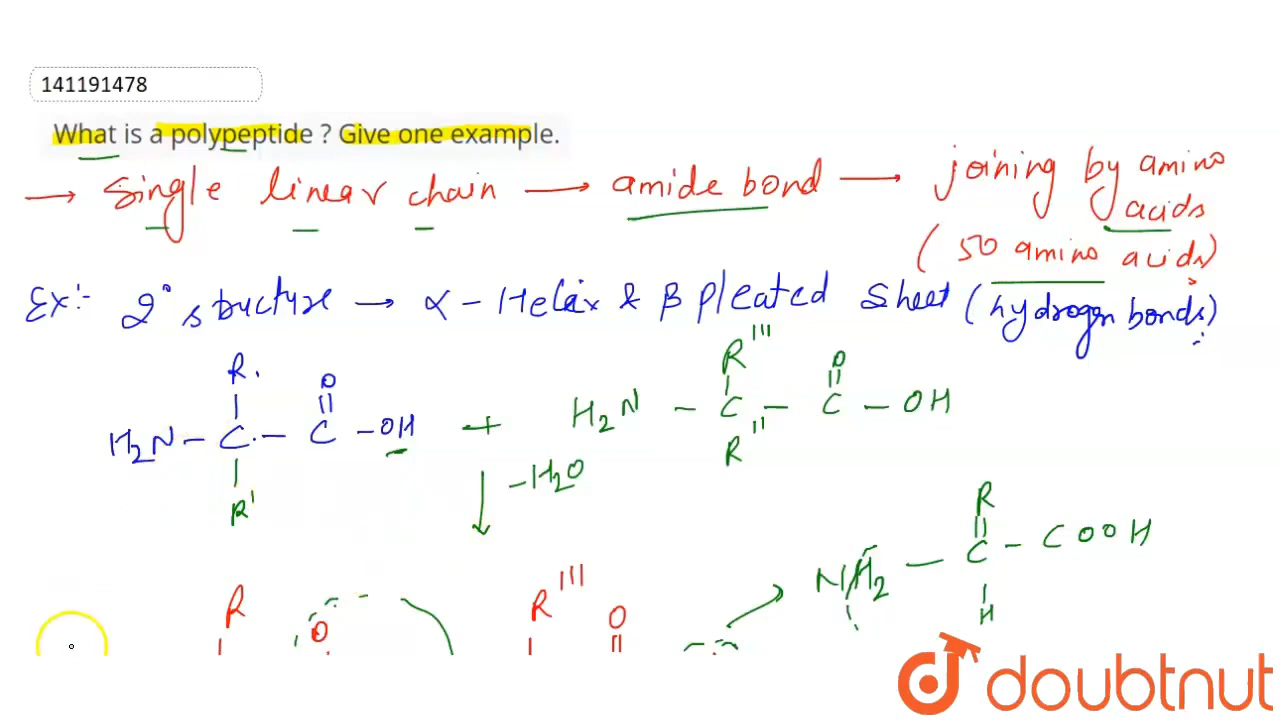 141191478
What is a polypeptide ? Give one example.
→ single linear chain → amide bond → joining by amino
acids
( 50 amino acids)
Ex:- 2° structure → α - Helix & β pleated sheet (hydrogen bonds)
R O R''' O
H2N - C - C - OH + H2N - C - C - OH
R' R''
-H2O
R
NH2 - C - COOH
H
R O R''' O
doubtnut